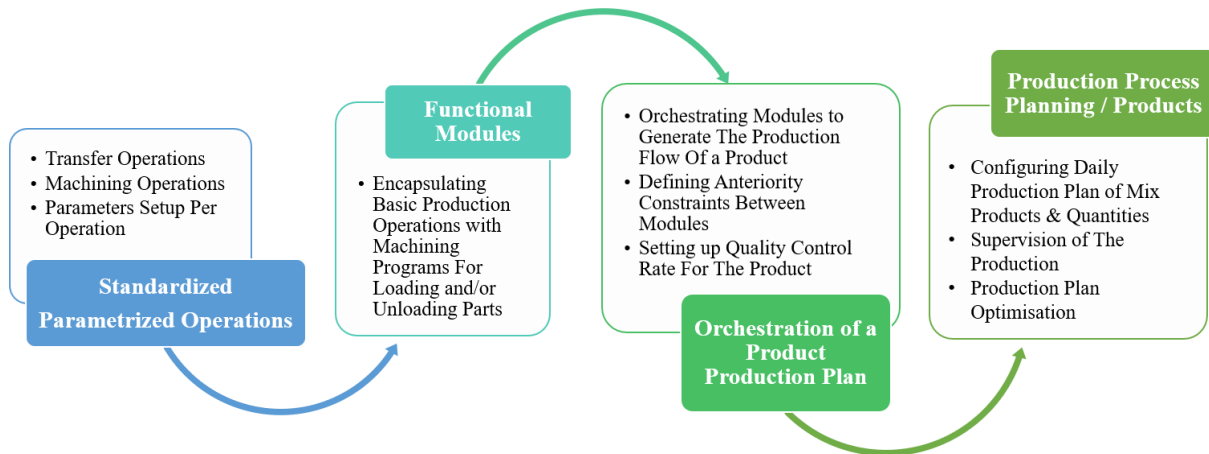 • Transfer Operations
• Machining Operations
• Parameters Setup Per
Operation
Standardized
Parametrized Operations
Functional
Modules
• Encapsulating
Basic Production
Operations with
Machining
Programs For
Loading and/or
Unloading Parts
• Orchestrating Modules to
Generate The Production
Flow Of a Product
• Defining Anteriority
Constraints Between
Modules
• Setting up Quality Control
Rate For The Product
Orchestration of a
Product
Production Plan
Production Process
Planning / Products
• Configuring Daily
Production Plan of Mix
Products & Quantities
• Supervision of The
Production
• Production Plan
Optimisation